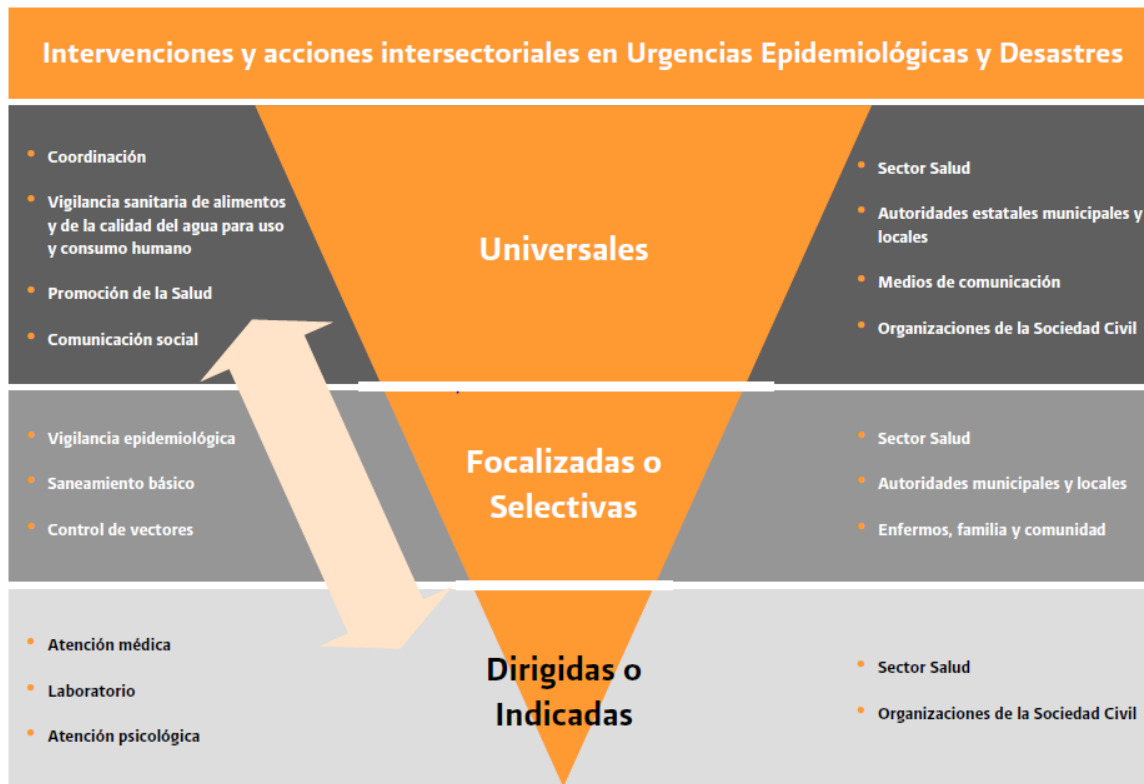 Intervenciones y acciones intersectoriales en Urgencias Epidemiológicas y Desastres
• Coordinación
• Vigilancia sanitaria de alimentos
y de la calidad del agua para uso
y consumo humano
• Promoción de la Salud
• Comunicación social
Universales
• Sector Salud
• Autoridades estatales municipales y
locales
• Medios de comunicación
• Organizaciones de la Sociedad Civil
• Vigilancia epidemiológica
• Saneamiento básico
• Control de vectores
Focalizadas o
Selectivas
• Sector Salud
• Autoridades municipales y locales
• Enfermos, familia y comunidad
• Atención médica
• Laboratorio
• Atención psicológica
Dirigidas o
Indicadas
• Sector Salud
• Organizaciones de la Sociedad Civil